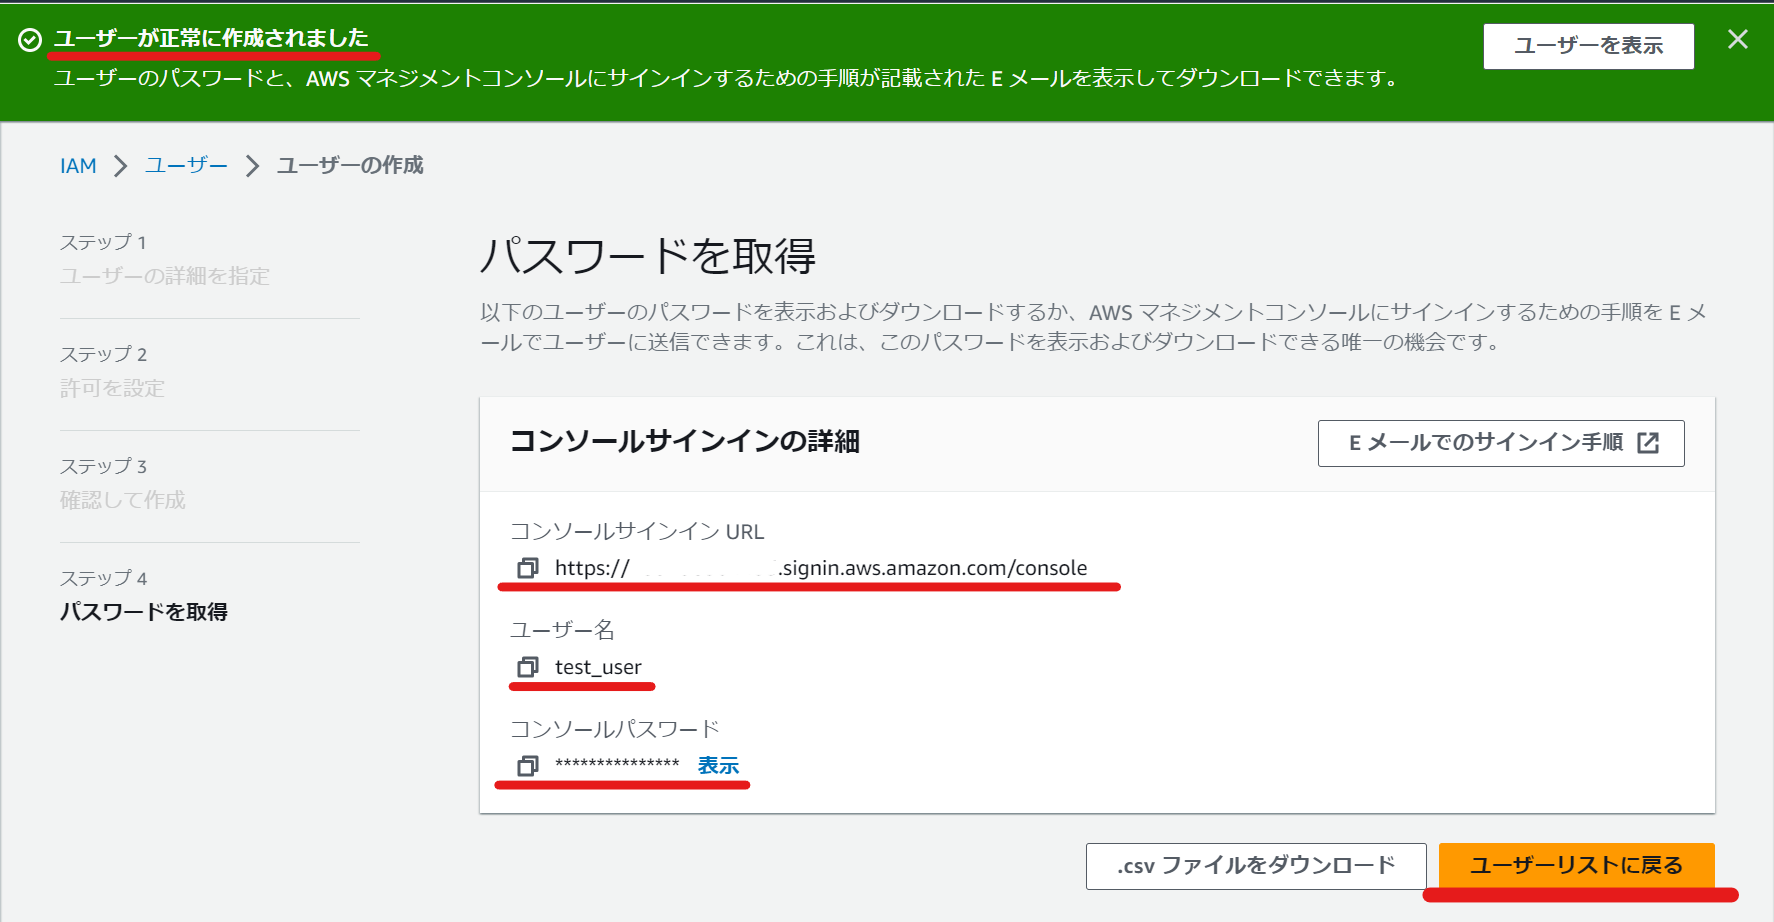 ユーザーが正常に作成されました
ユーザーのパスワードと、AWS マネジメントコンソールにサインインするための手順が記載された E メールを表示してダウンロードできます。
ユーザーを表示
IAM > ユーザー > ユーザーの作成
ステップ 1
ユーザーの詳細を指定
ステップ 2
許可を設定
ステップ 3
確認して作成
ステップ 4
パスワードを取得
パスワードを取得
以下のユーザーのパスワードを表示およびダウンロードするか、AWS マネジメントコンソールにサインインするための手順を E メ
ールでユーザーに送信できます。これは、このパスワードを表示およびダウンロードできる唯一の機会です。
コンソールサインインの詳細
E メールでのサインイン手順
コンソールサインイン URL
https:// .signin.aws.amazon.com/console
ユーザー名
test_user
コンソールパスワード
*************** 表示
.csv ファイルをダウンロード
ユーザーリストに戻る